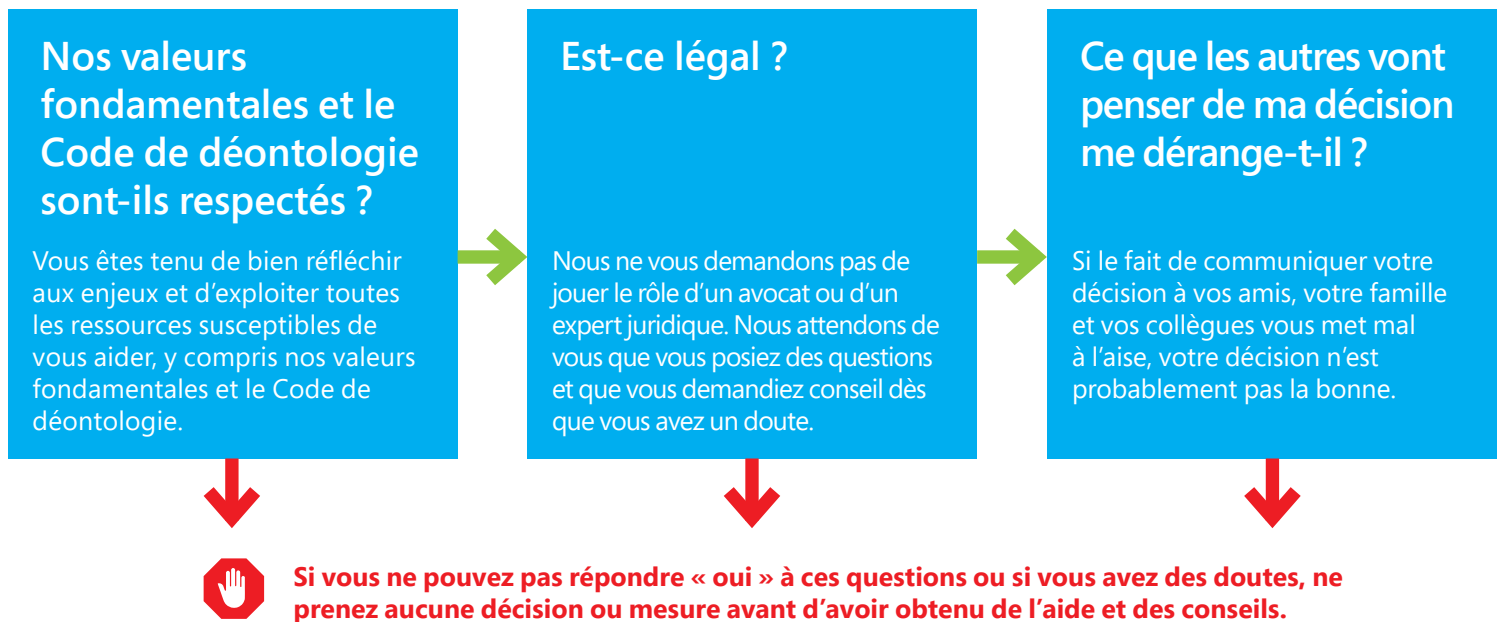 Nos valeurs
fondamentales et le
Code de déontologie
sont-ils respectés ?
Vous êtes tenu de bien réfléchir
aux enjeux et d'exploiter toutes
les ressources susceptibles de
vous aider, y compris nos valeurs
fondamentales et le Code de
déontologie.
Est-ce légal ?
Nous ne vous demandons pas de
jouer le rôle d'un avocat ou d'un
expert juridique. Nous attendons de
vous que vous posiez des questions
et que vous demandiez conseil dès
que vous avez un doute.
Ce que les autres vont
penser de ma décision
me dérange-t-il ?
Si le fait de communiquer votre
décision à vos amis, votre famille
et vos collègues vous met mal
à l'aise, votre décision n'est
probablement pas la bonne.
Si vous ne pouvez pas répondre « oui » à ces questions ou si vous avez des doutes, ne
prenez aucune décision ou mesure avant d'avoir obtenu de l'aide et des conseils.